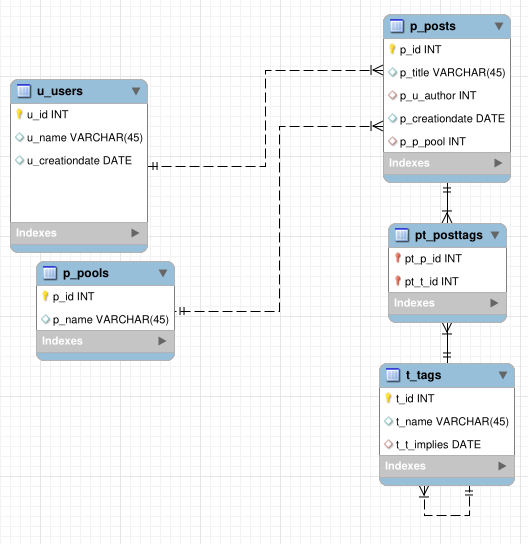 u_users
u_id INT
u_name VARCHAR(45)
u_creationdate DATE
Indexes
p_pools
p_id INT
p_name VARCHAR(45)
Indexes
p_posts
p_id INT
p_title VARCHAR(45)
p_u_author INT
p_creationdate DATE
p_p_pool INT
Indexes
pt_posttags
pt_p_id INT
pt_t_id INT
Indexes
t_tags
t_id INT
t_name VARCHAR(45)
t_t_implies DATE
Indexes